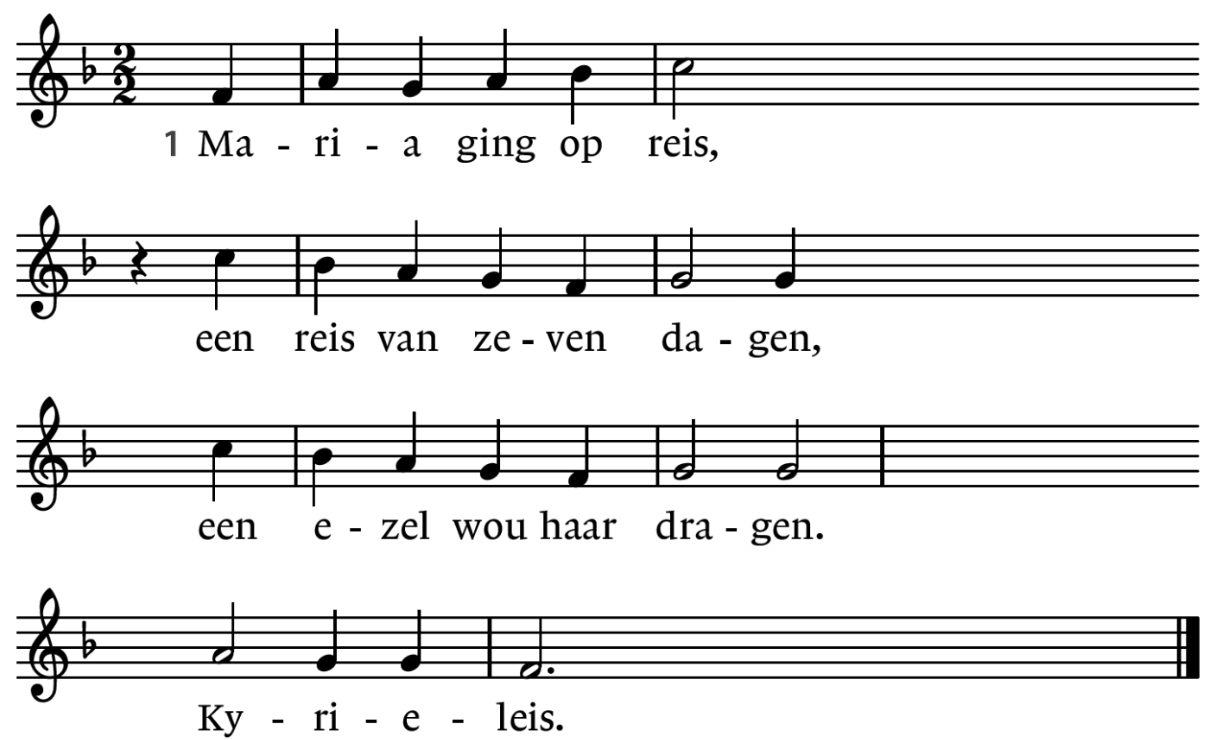 1 Ma - ri - a ging op reis,
een reis van ze - ven da - gen,
een e - zel wou haar dra - gen.
Ky - ri - e - leis.